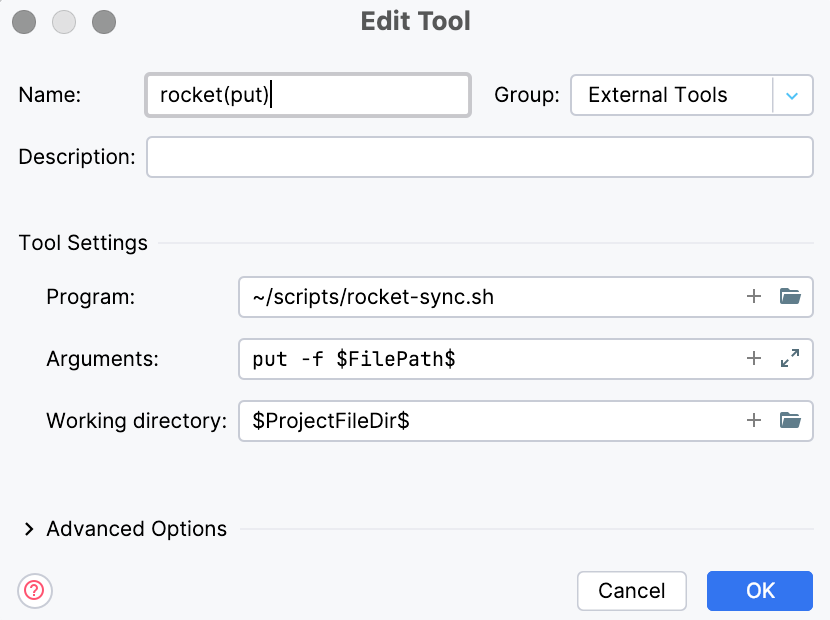 Edit Tool
Name: rocket(put) Group: External Tools
Description:
Tool Settings
Program: ~/scripts/rocket-sync.sh
Arguments: put -f $FilePath$
Working directory: $ProjectFileDir$
Advanced Options
? Cancel OK